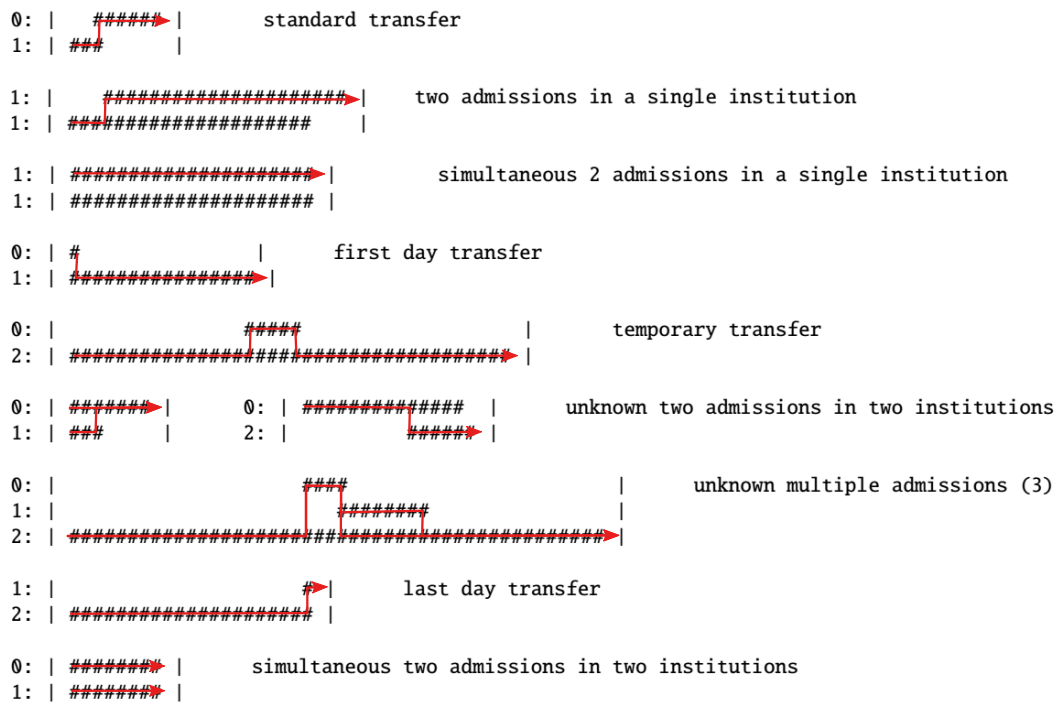 0: |   ###### |       standard transfer
1: | ###      |
1: |    ##################### |    two admissions in a single institution
1: | #####################    |
1: | ##################### |         simultaneous 2 admissions in a single institution
1: | ##################### |
0: | #               |      first day transfer
1: | ################ |
0: |                #####                   |       temporary transfer
2: | ###################################### |
0: | ####### |      0: | ##############  |      unknown two admissions in two institutions
1: | ###     |      2: |          ###### |
0: |                     ####                      |      unknown multiple admissions (3)
1: |                        ########               |
2: | ############################################## |
1: |                     # |      last day transfer
2: | ##################### |
0: | ######## |      simultaneous two admissions in two institutions
1: | ######## |